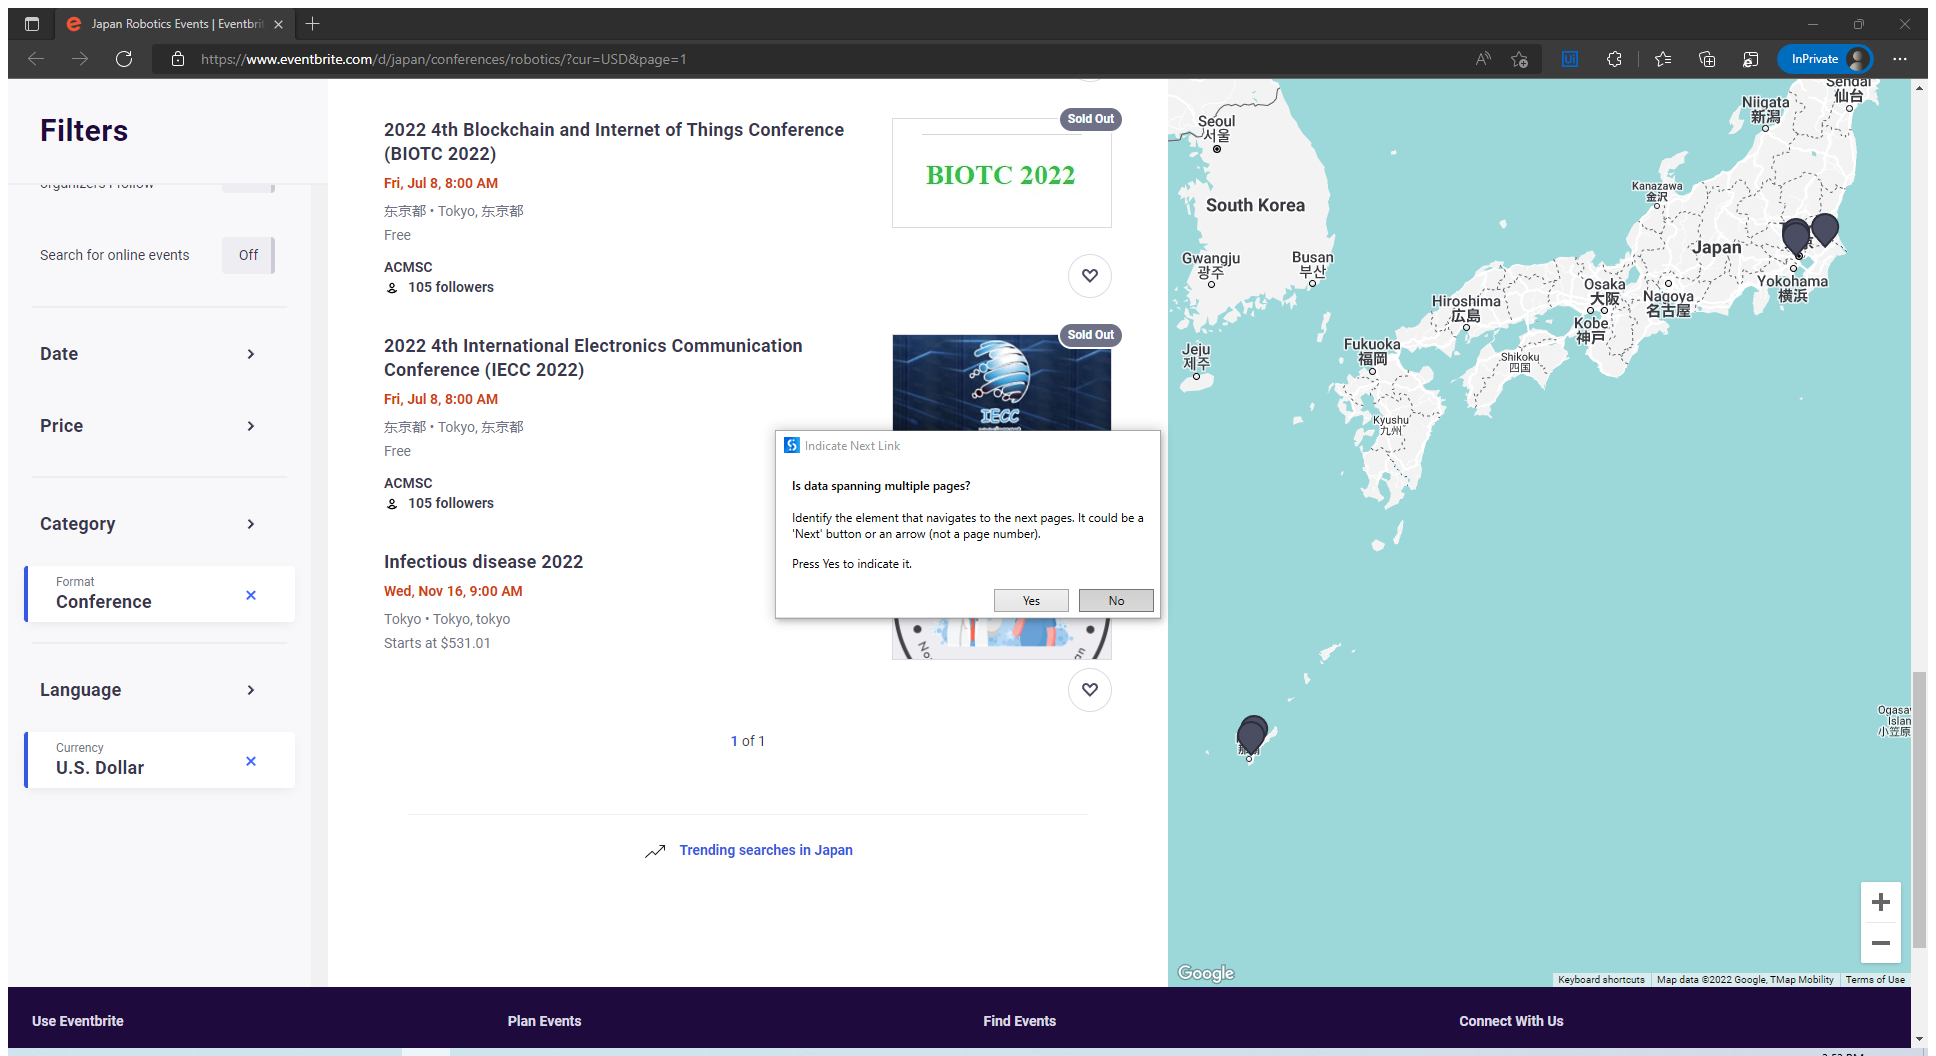 Japan Robotics Events | Eventbrit
https://www.eventbrite.com/d/japan/conferences/robotics/?cur=USD&page=1
InPrivate
Filters
Search for online events
Off
Date
Price
Category
Format
Conference
Language
Currency
U.S. Dollar
2022 4th Blockchain and Internet of Things Conference
(BIOTC 2022)
Fri, Jul 8, 8:00 AM
东京都 • Tokyo, 东京都
Free
ACMSC
105 followers
Sold Out
BIOTC 2022
2022 4th International Electronics Communication
Conference (IECC 2022)
Fri, Jul 8, 8:00 AM
东京都 • Tokyo, 东京都
Free
ACMSC
105 followers
Sold Out
IECC
Infectious disease 2022
Wed, Nov 16, 9:00 AM
Tokyo • Tokyo, tokyo
Starts at $531.01
1 of 1
Trending searches in Japan
Indicate Next Link
Is data spanning multiple pages?
Identify the element that navigates to the next pages. It could be a
'Next' button or an arrow (not a page number).
Press Yes to indicate it.
Yes
No
Sendai
仙台
Niigata
新潟
Seoul
서울
Kanazawa
金沢
South Korea
Japan
Gwangju
광주
Busan
부산
Yokohama
横浜
Osaka
大阪
Nagoya
名古屋
Hiroshima
広島
Kobe
神戸
Fukuoka
福岡
Shikoku
四国
Jeju
제주
Kyushu
九州
Google
Keyboard shortcuts
Map data ©2022 Google, TMap Mobility
Terms of Use
Use Eventbrite
Plan Events
Find Events
Connect With Us